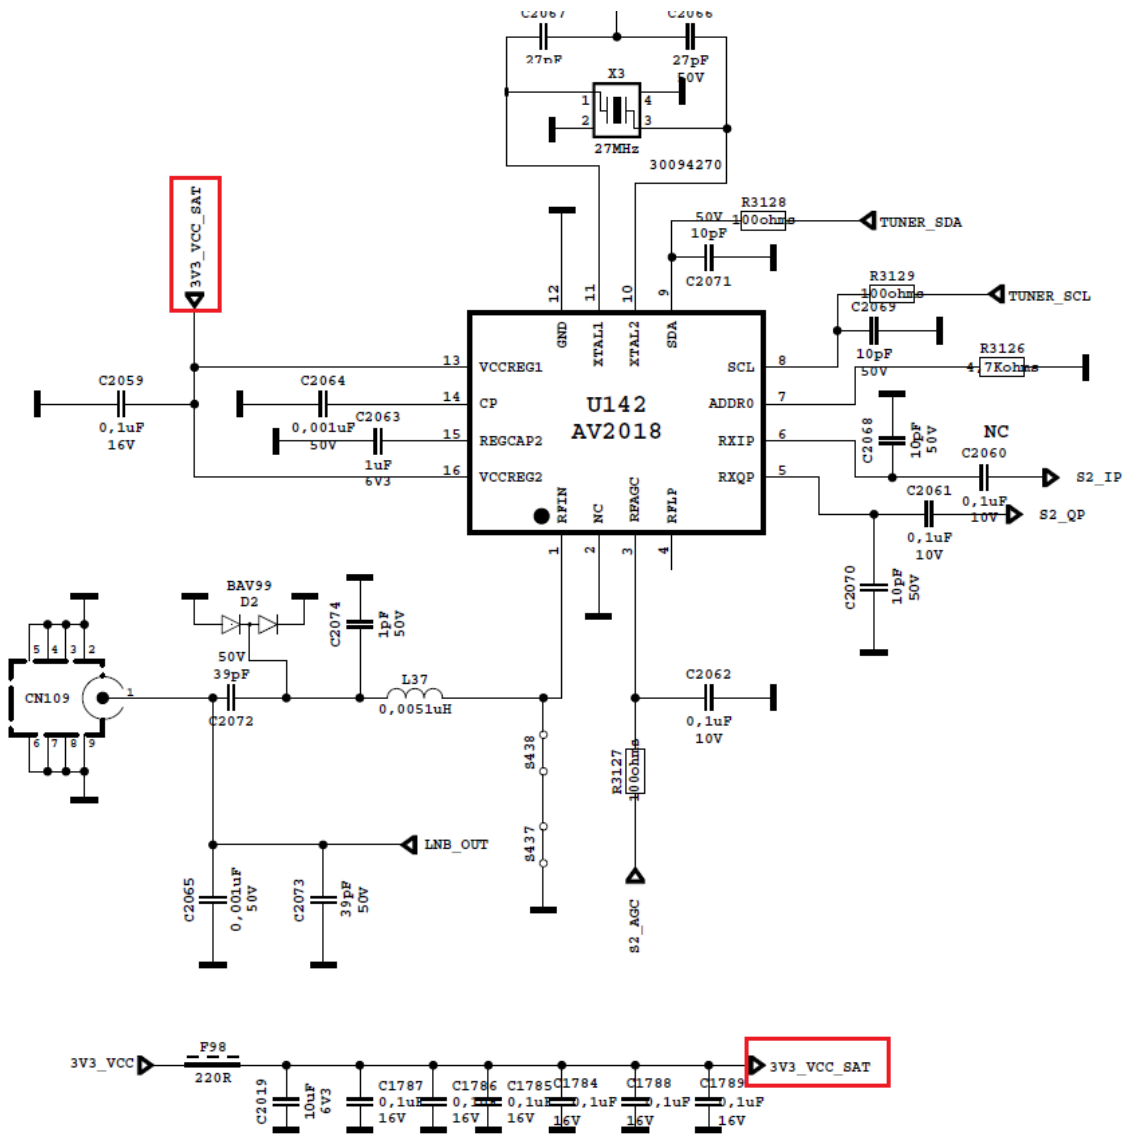 C2067
C2066
27pF
27pF
50V
X3
1
4
2
3
27MHz
30094270
3V3_VCC_SAT
R3128
50V
100ohms
TUNER_SDA
10pF
C2071
R3129
100ohms
TUNER_SCL
C2069
10pF
50V
R3126
4,7Kohms
12
11
10
9
GND
XTAL1
XTAL2
SDA
13
VCCREG1
SCL
8
C2059
0,1uF
16V
C2064
0,001uF
50V
14
CP
U142
AV2018
ADDR0
7
C2063
1uF
6V3
15
REGCAP2
RXIP
6
C2068
10pF
50V
NC
C2060
0,1uF
10V
S2_IP
16
VCCREG2
RXQP
5
C2061
0,1uF
10V
S2_QP
RFIN
NC
RFAGC
RFLP
1
2
3
4
C2070
10pF
50V
BAV99
D2
C2074
1pF
50V
5
4
3
2
50V
39pF
C2072
CN109
1
L37
0,0051uH
C2062
0,1uF
10V
6
7
8
9
S438
R3127
100ohms
S437
LNB_OUT
C2065
0,001uF
50V
C2073
39pF
50V
S2_AGC
3V3_VCC
F98
220R
3V3_VCC_SAT
C2019
10uF
6V3
C1787
0,1uF
16V
C1786
0,1uF
16V
C1785
0,1uF
16V
C1784
0,1uF
16V
C1788
0,1uF
16V
C1789
0,1uF
16V